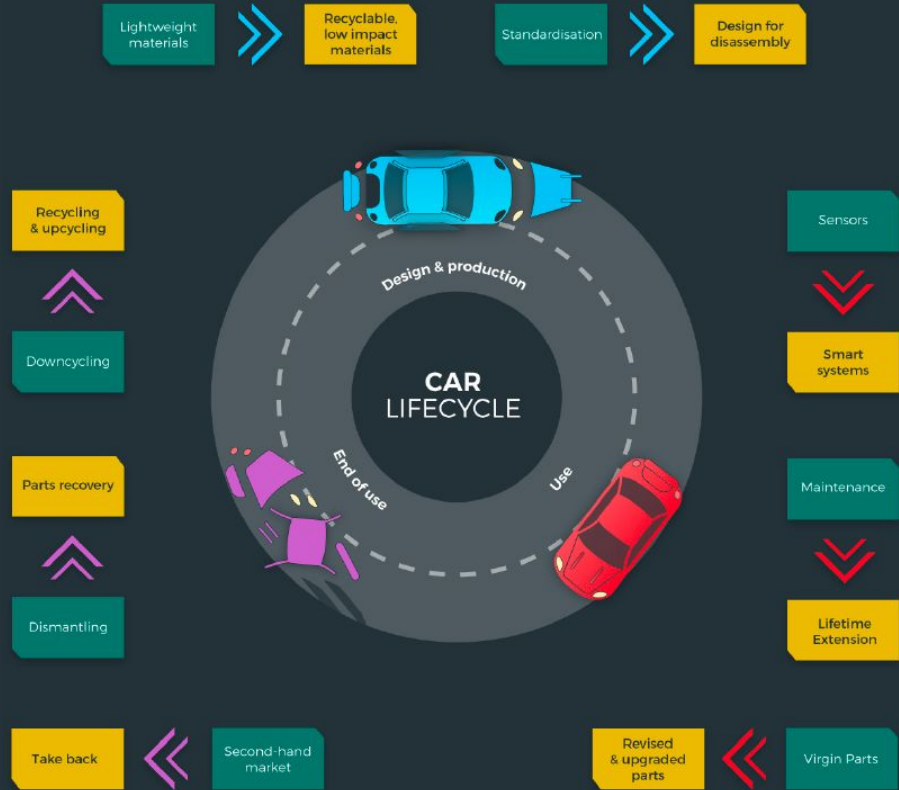 Lightweight
materials
Recyclable,
low impact
materials
Standardisation
Design for
disassembly
Recycling
& upcycling
Sensors
Design & production
Downcycling
Smart
systems
CAR
LIFECYCLE
Parts recovery
End of use
Use
Maintenance
Dismantling
Lifetime
Extension
Take back
Second-hand
market
Revised
& upgraded
parts
Virgin Parts